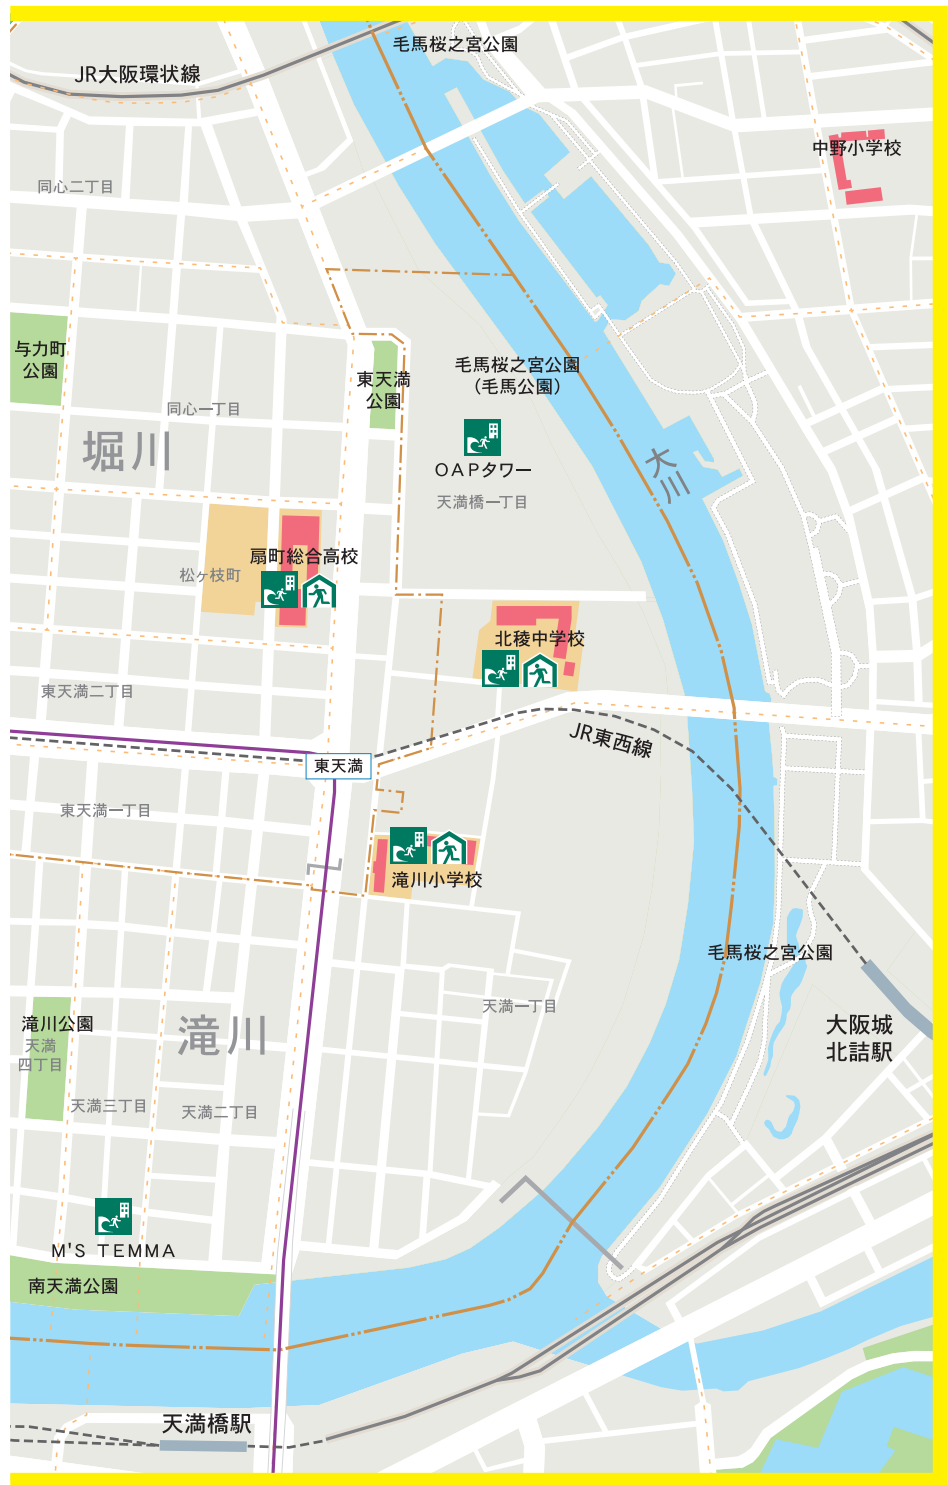 毛馬桜之宮公園
JR大阪環状線
中野小学校
同心二丁目
与力町
公園
毛馬桜之宮公園
(毛馬公園)
東天満
公園
同心一丁目
堀川
大川
OAPタワー
天満橋一丁目
扇町総合高校
松ヶ枝町
北稜中学校
東天満二丁目
JR東西線
東天満
東天満一丁目
滝川小学校
毛馬桜之宮公園
天満一丁目
滝川公園
滝川
大阪城
北詰駅
天満
四丁目
天満三丁目
天満二丁目
M'S TEMMA
南天満公園
天満橋駅